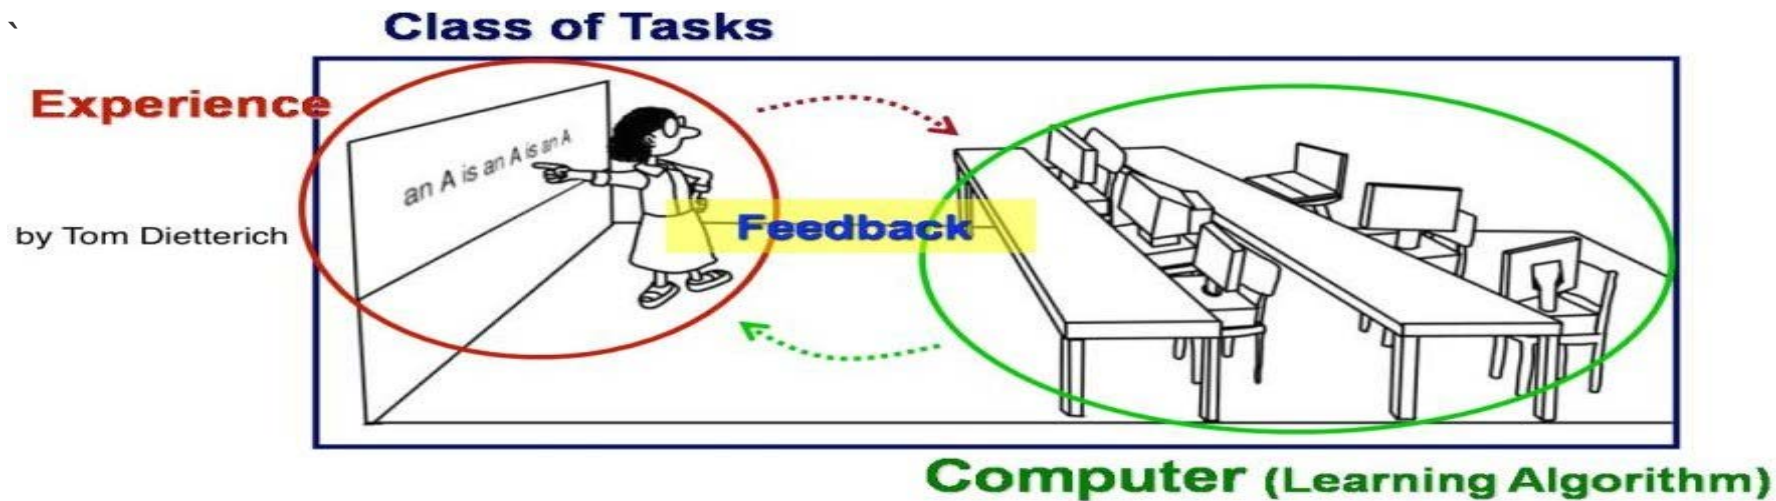 `
Class of Tasks
Experience
an A is an A is an A
by Tom Dietterich
Feedback
Computer (Learning Algorithm)